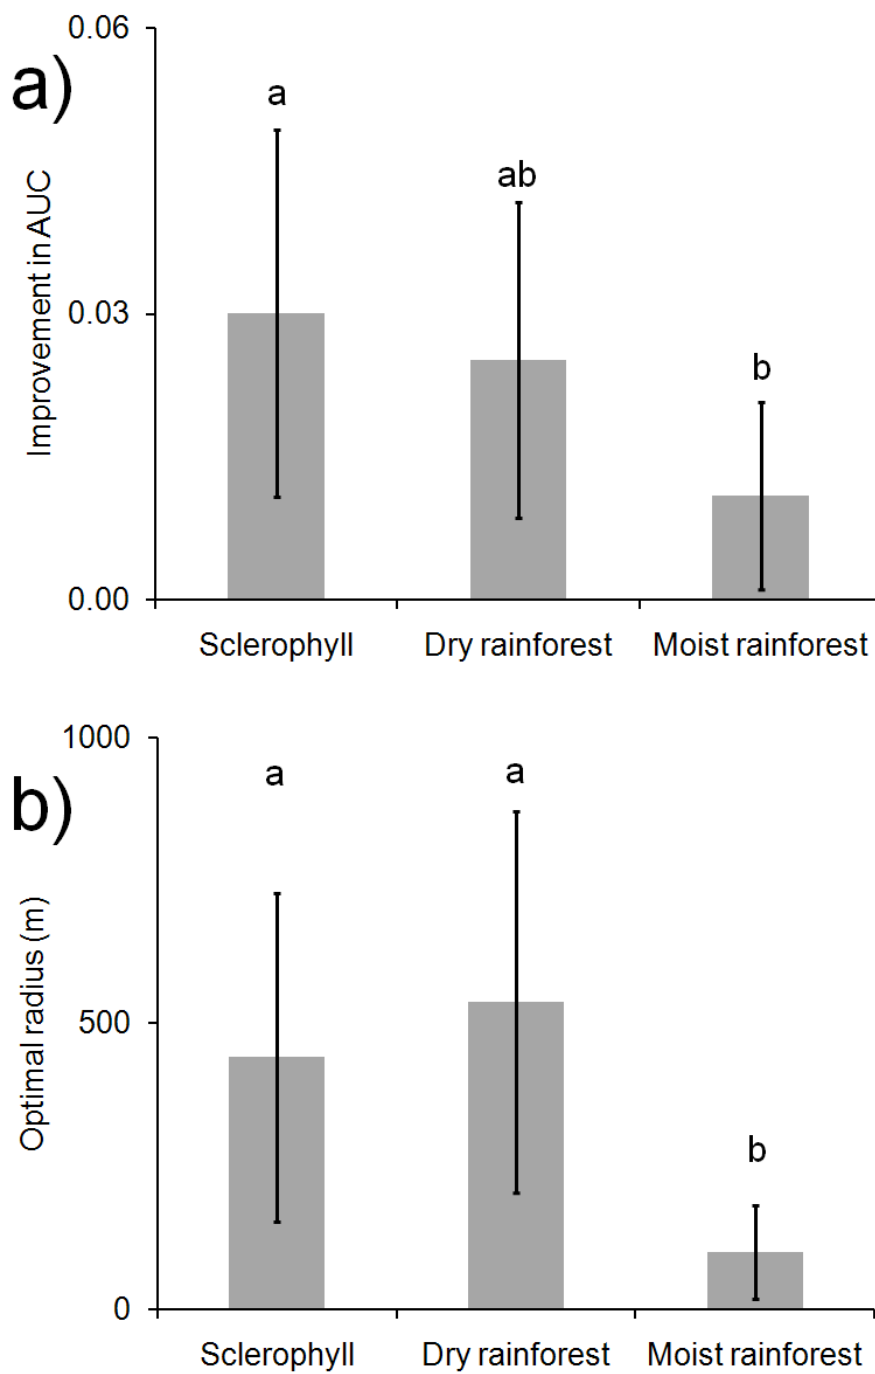 0.06
a)
a
ab
Improvement in AUC
0.03
b
0.00
Sclerophyll Dry rainforest Moist rainforest
1000
b)
a a
Optimal radius (m)
500
b
0
Sclerophyll Dry rainforest Moist rainforest